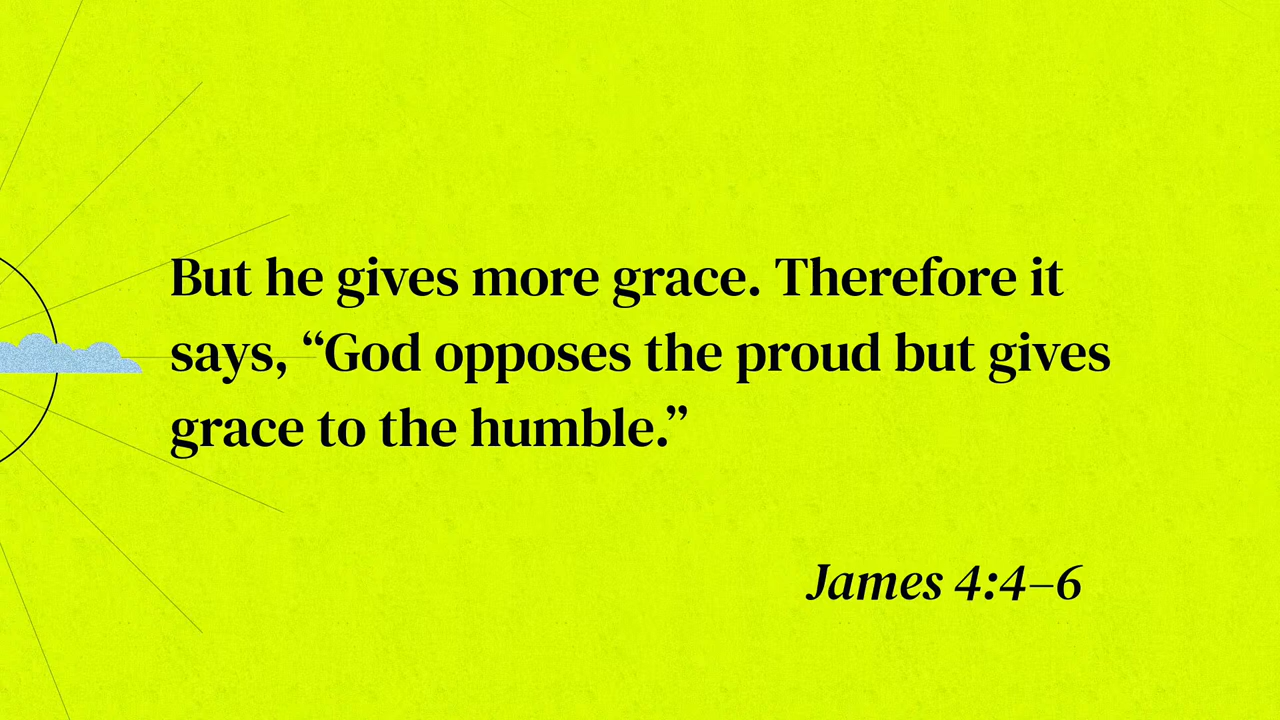 But he gives more grace. Therefore it
says, “God opposes the proud but gives
grace to the humble.”
James 4:4–6